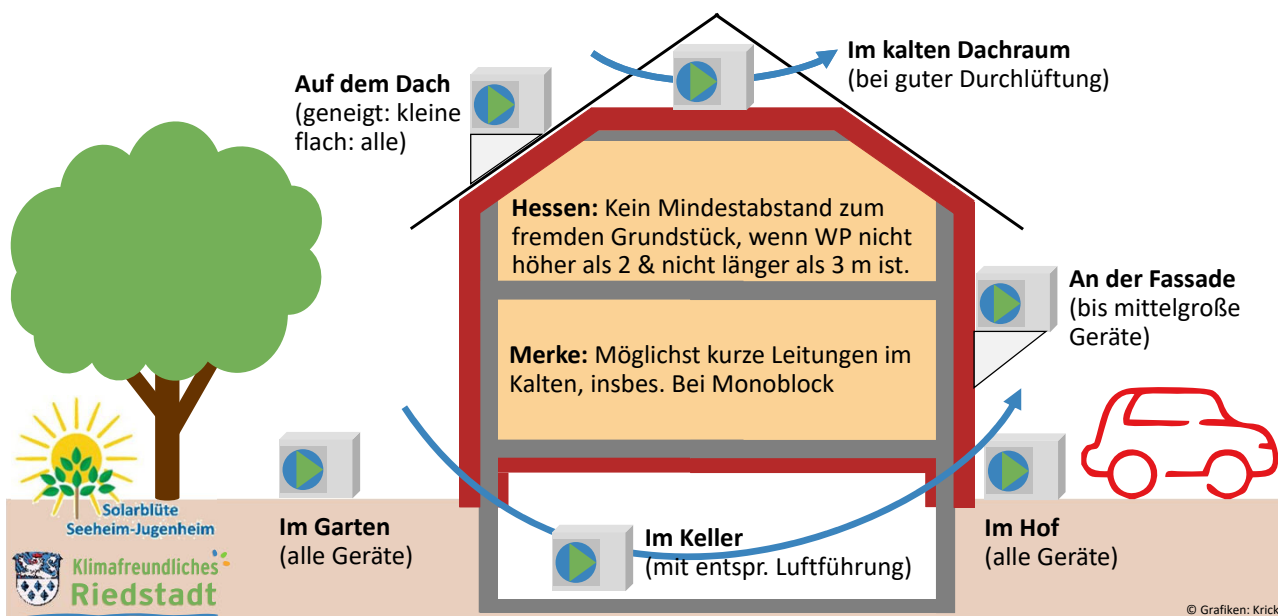 Im kalten Dachraum
(bei guter Durchlüftung)
Auf dem Dach
(geneigt: kleine
flach: alle)
Hessen: Kein Mindestabstand zum
fremden Grundstück, wenn WP nicht
höher als 2 & nicht länger als 3 m ist.
An der Fassade
(bis mittelgroße
Geräte)
Merke: Möglichst kurze Leitungen im
Kalten, insbes. Bei Monoblock
Solarblüte
Seeheim-Jugenheim
Im Garten
(alle Geräte)
Im Keller
(mit entspr. Luftführung)
Im Hof
(alle Geräte)
Klimafreundliches
Riedstadt
© Grafiken: Krick